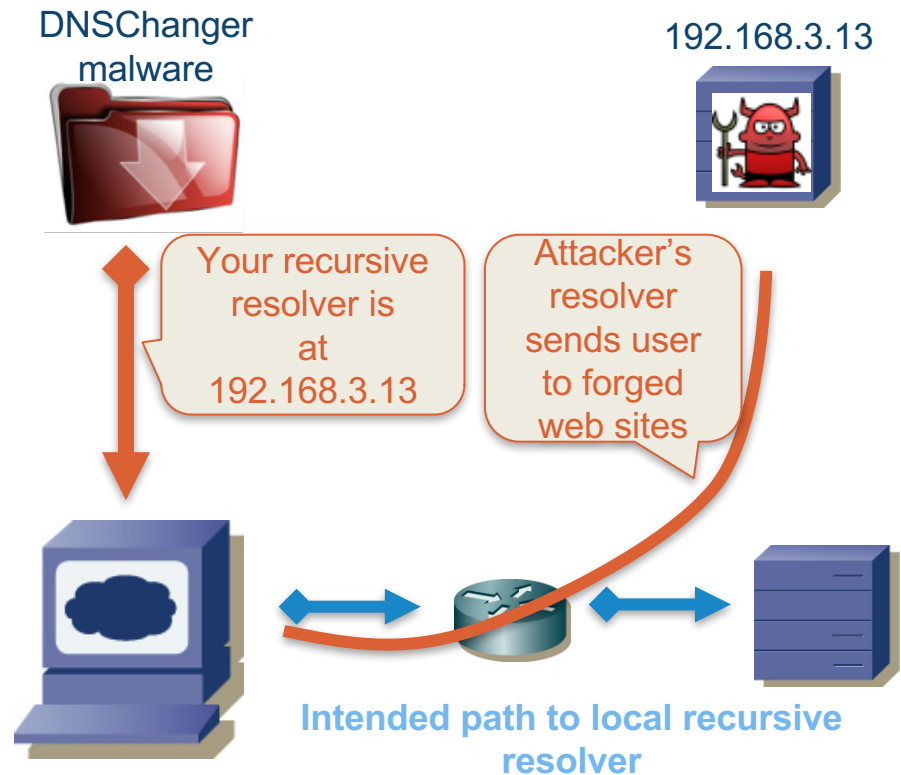 DNSChanger
malware
192.168.3.13
Your recursive
resolver is
at
192.168.3.13
Attacker's
resolver
sends user
to forged
web sites
Intended path to local recursive
resolver